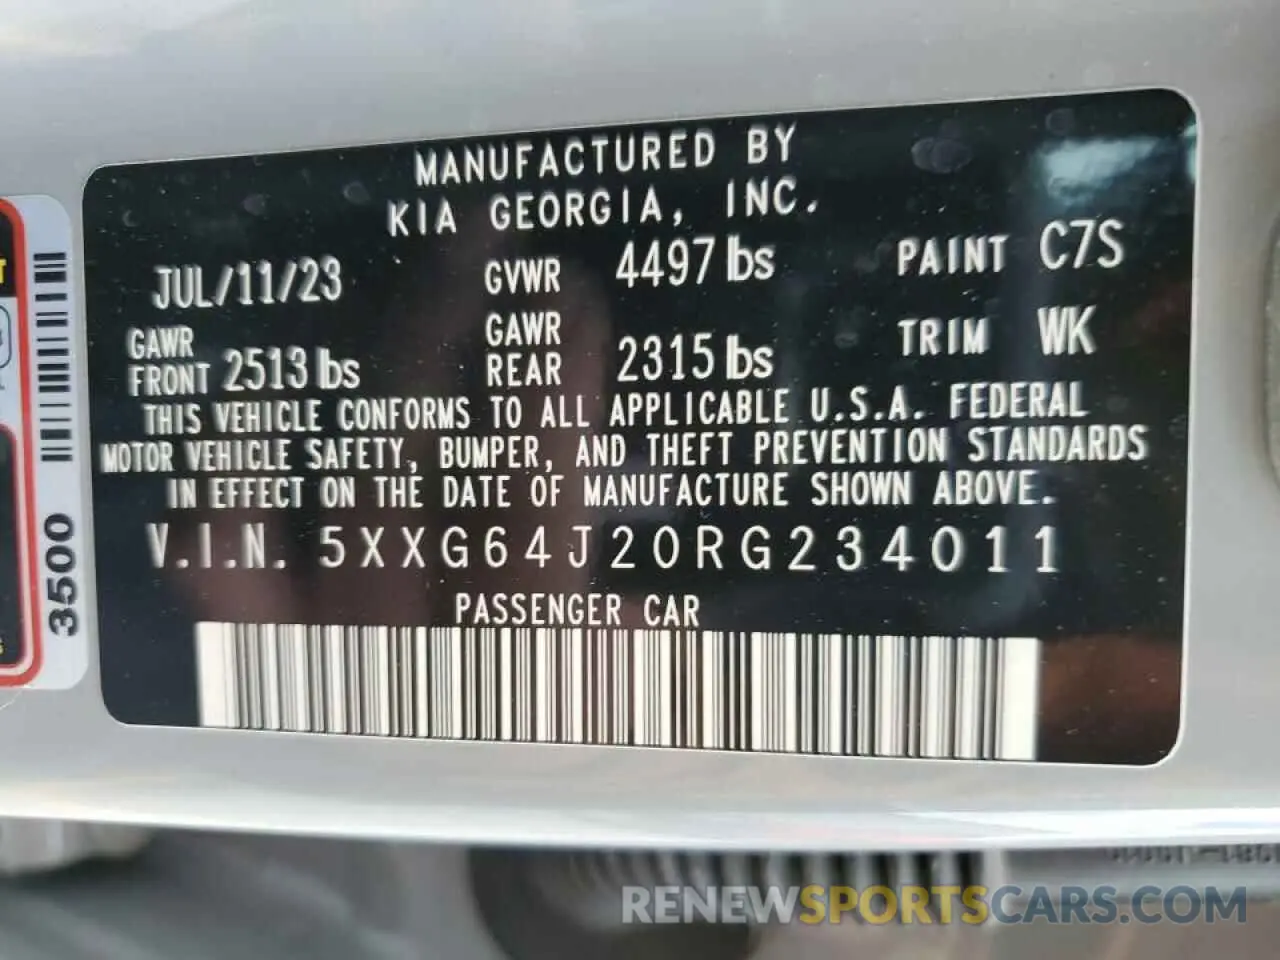 MANUFACTURED BY
KIA GEORGIA, INC.
JUL/11/23 GVWR 4497 lbs PAINT C7S
GAWR FRONT 2513 lbs GAWR REAR 2315 lbs TRIM WK
THIS VEHICLE CONFORMS TO ALL APPLICABLE U.S.A. FEDERAL
MOTOR VEHICLE SAFETY, BUMPER, AND THEFT PREVENTION STANDARDS
IN EFFECT ON THE DATE OF MANUFACTURE SHOWN ABOVE.
V.I.N. 5XXG64J20RG234011
PASSENGER CAR
3500
RENEWSPORTSCARS.COM